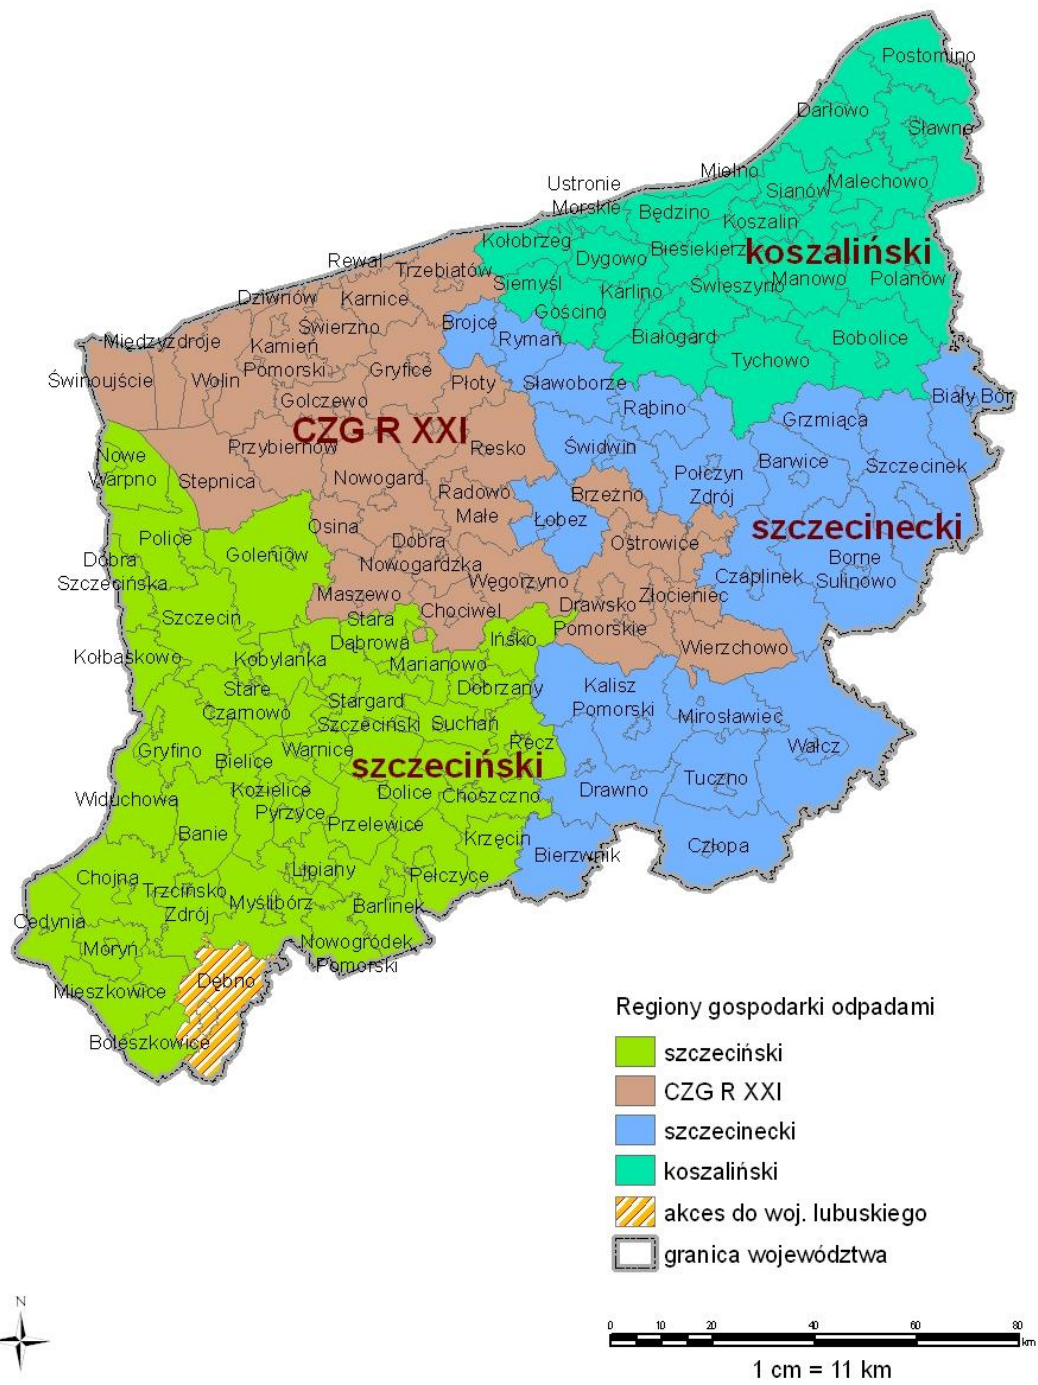 Postomino
Darłowo
Sławno
Mielno
Malechowo
Sianów
Ustronie
Morskie
Będzino
Koszalin
Kołobrzeg
Biesiekierz
koszaliński
Dygowo
Rewal
Trzebiatów
Siemyśl
Karlino
Świeszyno
Manowo
Polanów
Dziwnów
Karnice
Gościno
Świerzno
Brojce
Rymań
Białogard
Bobolice
Międzyzdroje
Kamień
Pomorski
Tychowo
Świnoujście
Wolin
Gryfice
Płoty
Sławoborze
Biały Bór
Golczewo
Rąbino
Grzmiąca
CZG R XXI
Przybiernów
Resko
Świdwin
Nowe
Warpno
Stepnica
Nowogard
Połczyn
Zdrój
Barwice
Szczecinek
Radowo
Małe
Brzeźno
Łobez
szczecinecki
Osina
Police
Goleniów
Dobra
Nowogardzka
Ostrowice
Dobra
Szczecińska
Węgorzyno
Czaplinek
Borne
Sulinowo
Maszewo
Chociwel
Drawsko
Pomorskie
Złocieniec
Szczecin
Stara
Dąbrowa
Ińsko
Wierzchowo
Kołbaskowo
Kobylanka
Marianowo
Stare
Czarnowo
Dobrzany
Kalisz
Pomorski
Stargard
Szczeciński
Suchań
Mirosławiec
Gryfino
Bielice
Warnice
Recz
Wałcz
szczeciński
Tuczno
Widuchowa
Kozielice
Dolice
Choszczno
Drawno
Pyrzyce
Banie
Przelewice
Krzęcin
Bierzwnik
Człopa
Chojna
Trzcińsko
Zdrój
Lipiany
Pełczyce
Myślibórz
Barlinek
Cedynia
Moryń
Nowogródek
Pomorski
Mieszkowice
Dębno
Boleszkowice
Regiony gospodarki odpadami
szczeciński
CZG R XXI
szczecinecki
koszaliński
akces do woj. lubuskiego
granica województwa
N
0 10 20 40 60 80
km
1 cm = 11 km